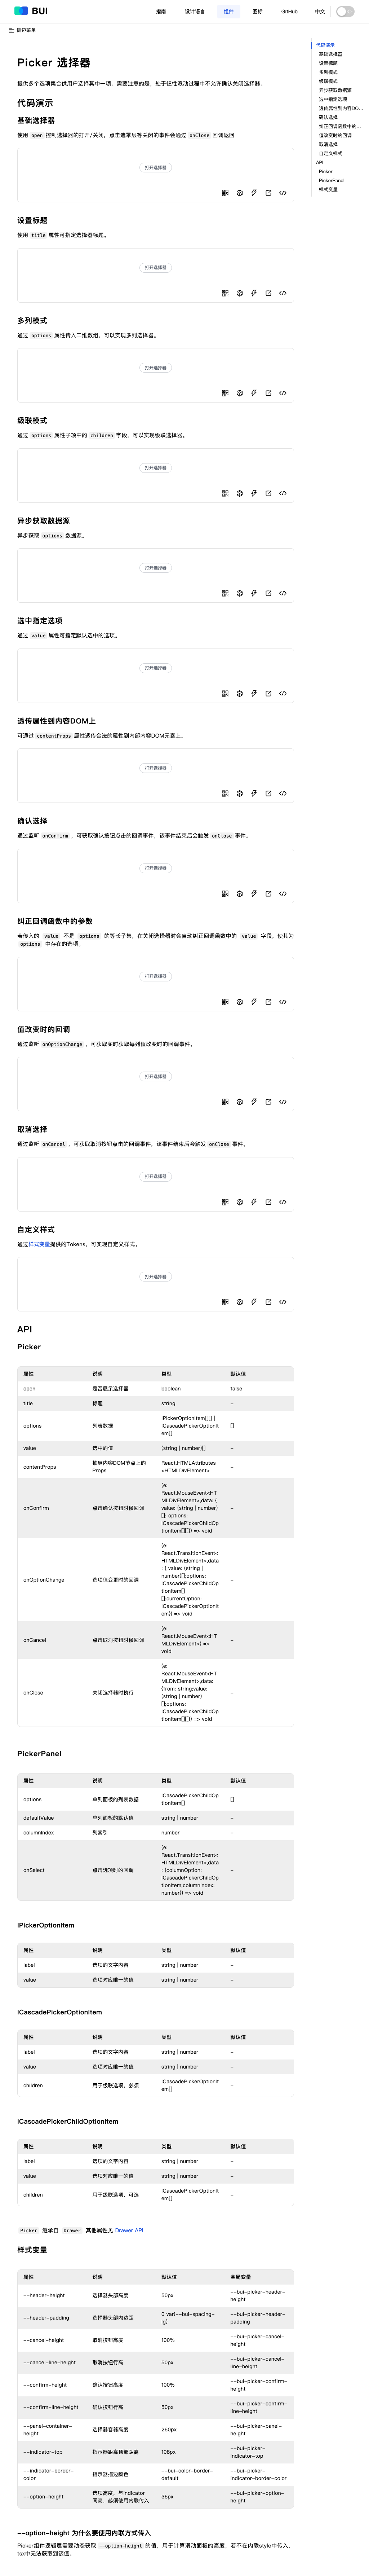 BUI
指南
设计语言
组件
图标
GitHub
中文
侧边菜单
代码演示
基础选择器
设置标题
多列模式
级联模式
异步获取数据源
选中指定选项
透传属性到内容DO...
确认选择
纠正回调函数中的...
值改变时的回调
取消选择
自定义样式
API
Picker
PickerPanel
样式变量
Picker 选择器
提供多个选项集合供用户选择其中一项。需要注意的是，处于惯性滚动过程中不允许确认关闭选择器。
代码演示
基础选择器
使用 open 控制选择器的打开/关闭，点击遮罩层等关闭的事件会通过 onClose 回调返回
打开选择器
设置标题
使用 title 属性可指定选择器标题。
打开选择器
多列模式
通过 options 属性传入二维数组，可以实现多列选择器。
打开选择器
级联模式
通过 options 属性子项中的 children 字段，可以实现级联选择器。
打开选择器
异步获取数据源
异步获取 options 数据源。
打开选择器
选中指定选项
通过 value 属性可指定默认选中的选项。
打开选择器
透传属性到内容DOM上
可通过 contentProps 属性透传合法的属性到内部内容DOM元素上。
打开选择器
确认选择
通过监听 onConfirm ，可获取确认按钮点击的回调事件，该事件结束后会触发 onClose 事件。
打开选择器
纠正回调函数中的参数
若传入的 value 不是 options 的等长子集，在关闭选择器时会自动纠正回调函数中的 value 字段，使其为
options 中存在的选项。
打开选择器
值改变时的回调
通过监听 onOptionChange ，可获取实时获取每列值改变时的回调事件。
打开选择器
取消选择
通过监听 onCancel ，可获取取消按钮点击的回调事件，该事件结束后会触发 onClose 事件。
打开选择器
自定义样式
通过样式变量提供的Tokens，可实现自定义样式。
打开选择器
API
Picker
属性 说明 类型 默认值
open 是否展示选择器 boolean false
title 标题 string -
options 列表数据 IPickerOptionItem[][] | ICascadePickerOptionItem[] []
value 选中的值 (string | number)[] -
contentProps 抽屉内容DOM节点上的Props React.HTMLAttributes<HTMLDivElement> -
onConfirm 点击确认按钮时候回调 (e: React.MouseEvent<HTMLDivElement>,data: { value: (string | number)[]; options: ICascadePickerChildOptionItem[][]}) => void -
onOptionChange 选项值变更时的回调 (e: React.TransitionEvent<HTMLDivElement>,data: { value: (string | number)[];options: ICascadePickerChildOptionItem[][],currentOption: ICascadePickerOptionItem}) => void -
onCancel 点击取消按钮时候回调 (e: React.MouseEvent<HTMLDivElement>) => void -
onClose 关闭选择器时执行 (e: React.MouseEvent<HTMLDivElement>,data: {from: string;value: (string | number)[];options: ICascadePickerChildOptionItem[][]}) => void -
PickerPanel
属性 说明 类型 默认值
options 单列面板的列表数据 ICascadePickerChildOptionItem[] []
defaultValue 单列面板的默认值 string | number -
columnIndex 列索引 number -
onSelect 点击选项时的回调 (e: React.TransitionEvent<HTMLDivElement>,data: {columnOption: ICascadePickerChildOptionItem;columnIndex: number}) => void -
IPickerOptionItem
属性 说明 类型 默认值
label 选项的文字内容 string | number -
value 选项对应唯一的值 string | number -
ICascadePickerOptionItem
属性 说明 类型 默认值
label 选项的文字内容 string | number -
value 选项对应唯一的值 string | number -
children 用于级联选项，必须 ICascadePickerOptionItem[] -
ICascadePickerChildOptionItem
属性 说明 类型 默认值
label 选项的文字内容 string | number -
value 选项对应唯一的值 string | number -
children 用于级联选项，可选 ICascadePickerOptionItem[] -
Picker 继承自 Drawer 其他属性见 Drawer API
样式变量
属性 说明 默认值 全局变量
--header-height 选择器头部高度 50px --bui-picker-header-height
--header-padding 选择器头部内边距 0 var(--bui-spacing-lg) --bui-picker-header-padding
--cancel-height 取消按钮高度 100% --bui-picker-cancel-height
--cancel-line-height 取消按钮行高 50px --bui-picker-cancel-line-height
--confirm-height 确认按钮高度 100% --bui-picker-confirm-height
--confirm-line-height 确认按钮行高 50px --bui-picker-confirm-line-height
--panel-container-height 选择器容器高度 260px --bui-picker-panel-height
--indicator-top 指示器距离顶部距离 108px --bui-picker-indicator-top
--indicator-border-color 指示器描边颜色 --bui-color-border-default --bui-picker-indicator-border-color
--option-height 选项高度，与indicator同高，必须使用内联传入 36px --bui-picker-option-height
--option-height 为什么要使用内联方式传入
Picker组件逻辑层需要动态获取 --option-height 的值，用于计算滑动面板的高度，若不在内联style中传入，
tsx中无法获取到该值。